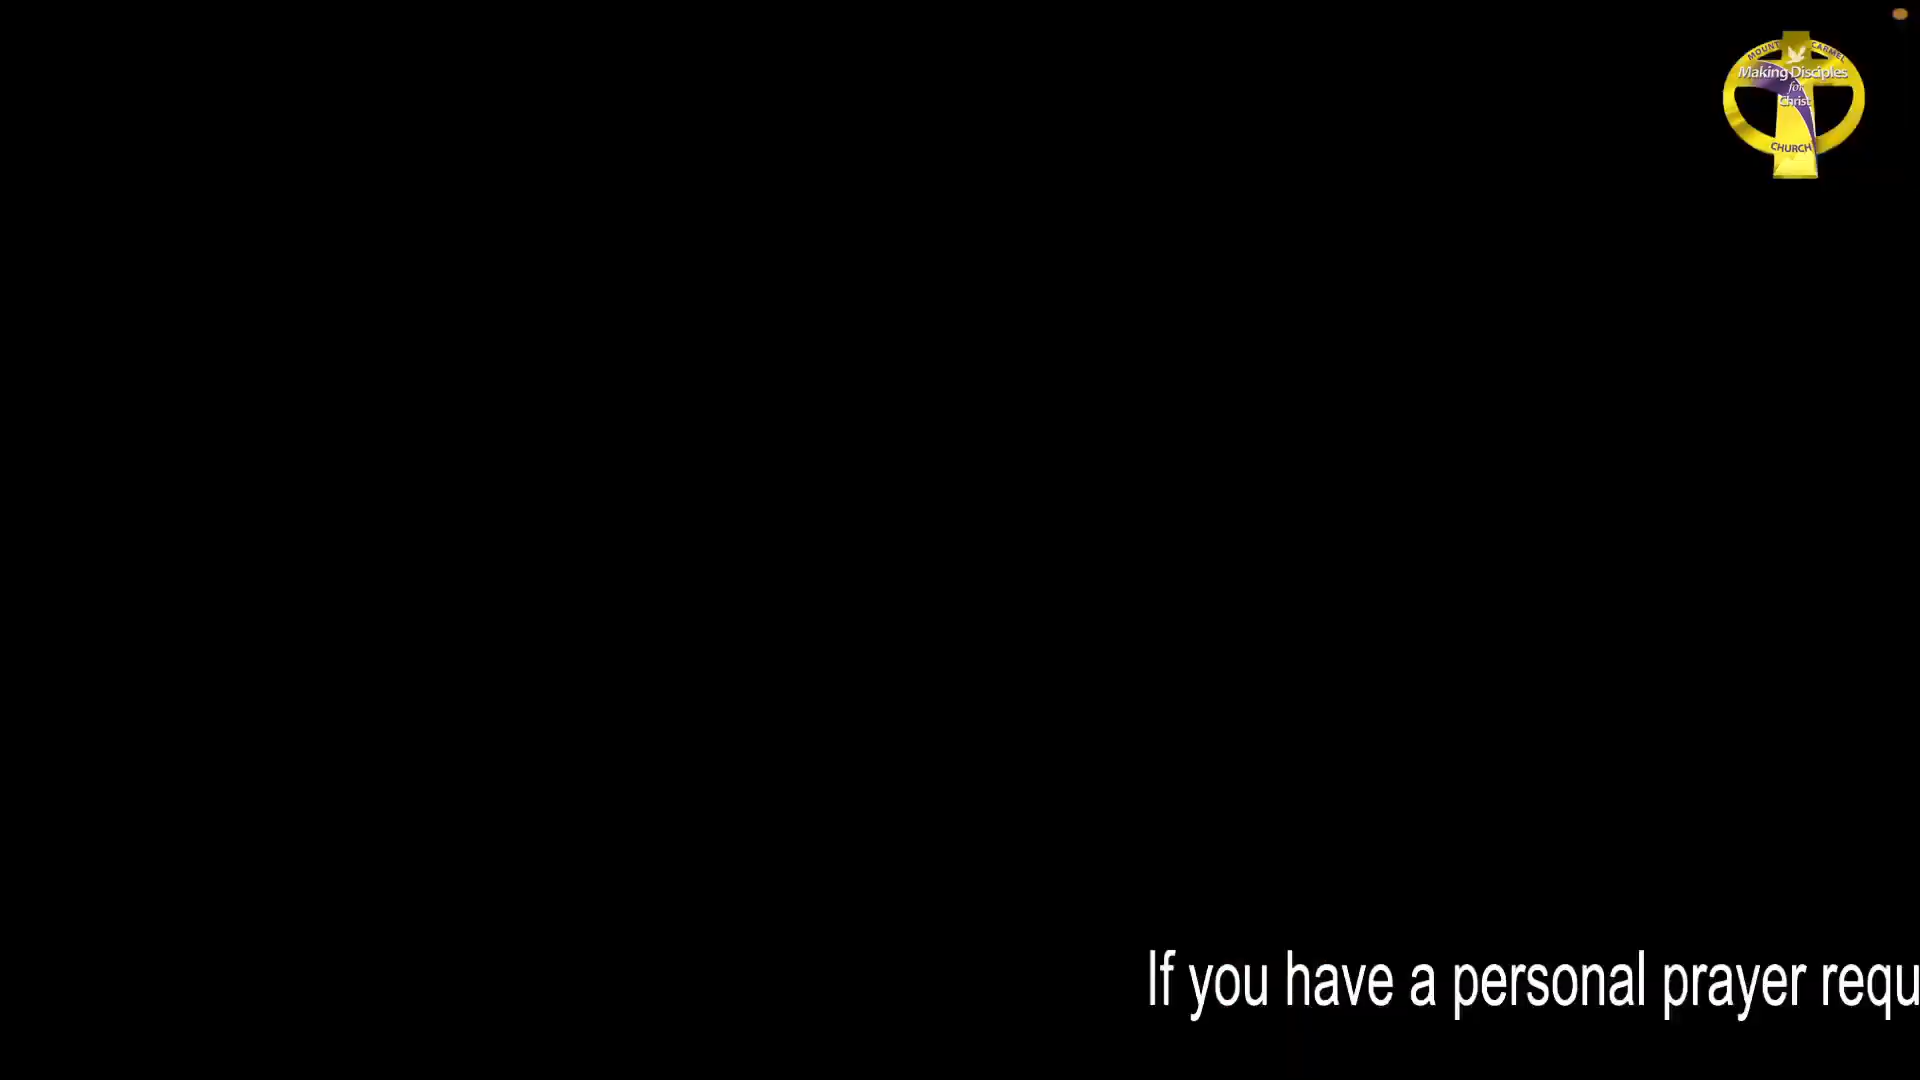 MOUNT CARMEL
Making Disciples
for
Christ
CHURCH
If you have a personal prayer requ